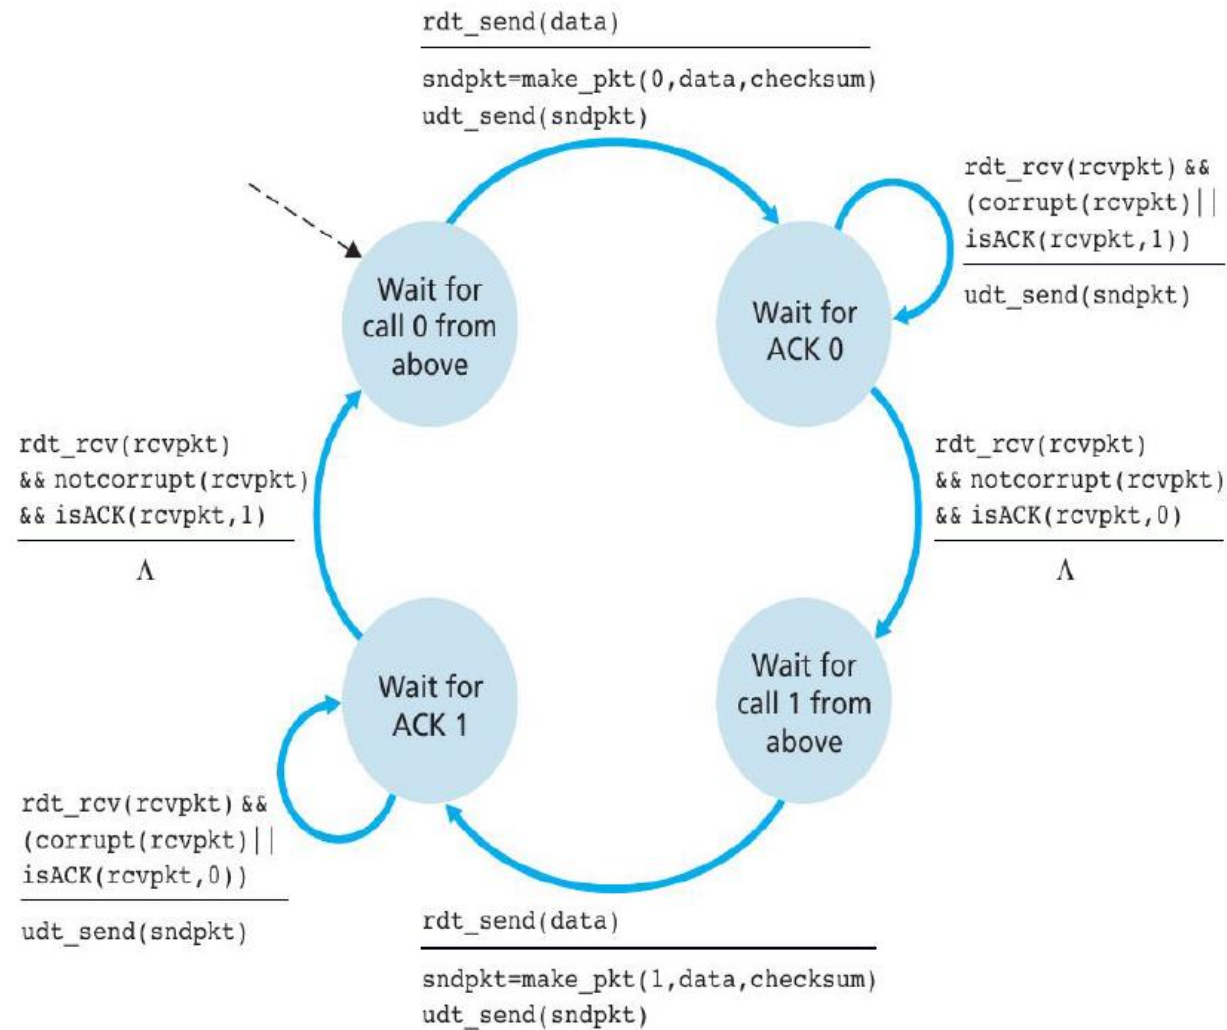 rdt_send(data)
sndpkt=make_pkt(0,data,checksum)
udt_send(sndpkt)
rdt_rcv(rcvpkt) &&
(corrupt(rcvpkt)||
isACK(rcvpkt,1))
udt_send(sndpkt)
Wait for
call 0 from
above
Wait for
ACK 0
rdt_rcv(rcvpkt)
&& notcorrupt(rcvpkt)
&& isACK(rcvpkt,1)
Λ
rdt_rcv(rcvpkt)
&& notcorrupt(rcvpkt)
&& isACK(rcvpkt,0)
Λ
Wait for
ACK 1
Wait for
call 1 from
above
rdt_rcv(rcvpkt) &&
(corrupt(rcvpkt)||
isACK(rcvpkt,0))
udt_send(sndpkt)
rdt_send(data)
sndpkt=make_pkt(1,data,checksum)
udt_send(sndpkt)